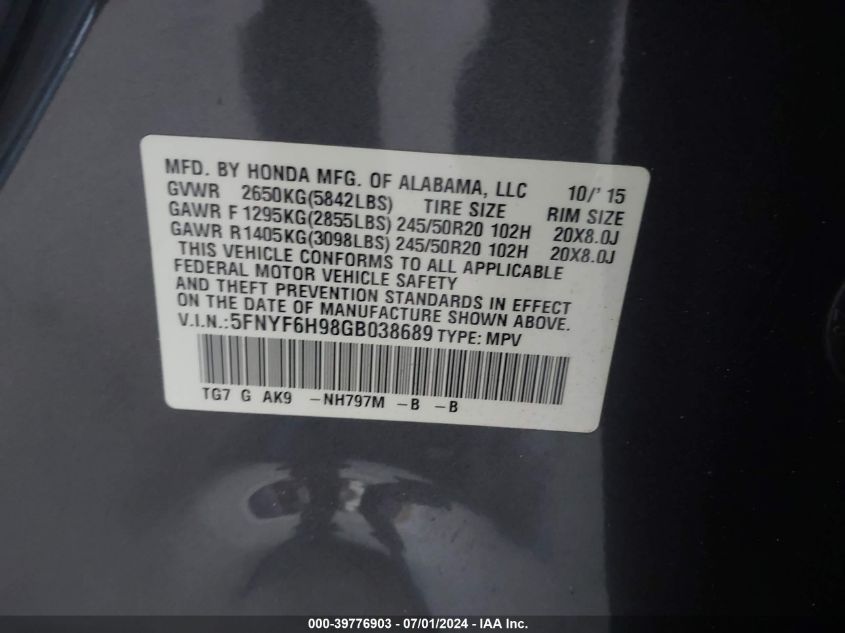 MFD. BY HONDA MFG. OF ALABAMA, LLC 10/'15
GVWR 2650KG(5842LBS) TIRE SIZE RIM SIZE
GAWR F 1295KG(2855LBS) 245/50R20 102H 20X8.0J
GAWR R 1405KG(3098LBS) 245/50R20 102H 20X8.0J
THIS VEHICLE CONFORMS TO ALL APPLICABLE
FEDERAL MOTOR VEHICLE SAFETY
AND THEFT PREVENTION STANDARDS IN EFFECT
ON THE DATE OF MANUFACTURE SHOWN ABOVE.
V.I.N.:5FNYF6H98GB038689 TYPE: MPV
TG7 G AK9 -NH797M -B -B
000-39776903 / 07/01/2024 - IAA Inc.